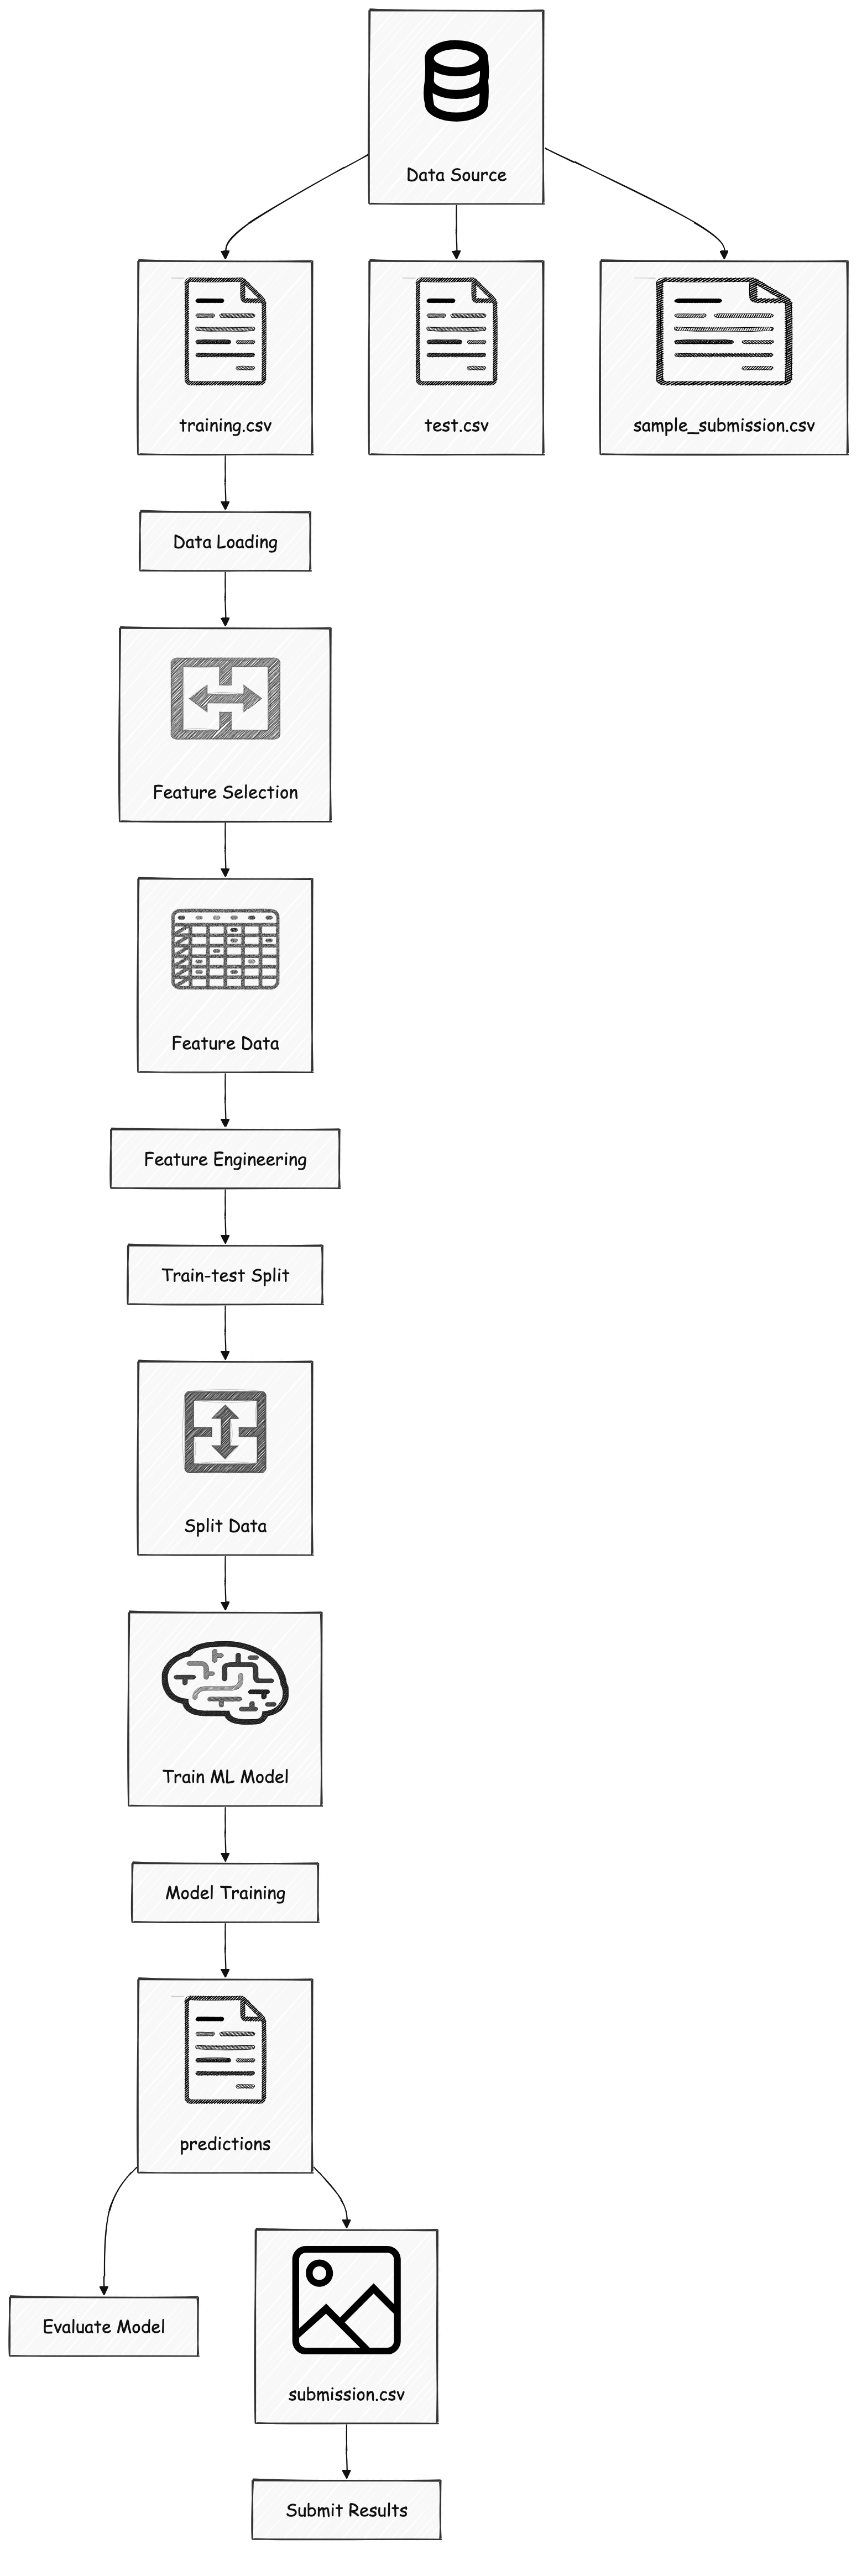 Data Source
training.csv
test.csv
sample_submission.csv
Data Loading
Feature Selection
Feature Data
Feature Engineering
Train-test Split
Split Data
Train ML Model
Model Training
predictions
Evaluate Model
submission.csv
Submit Results